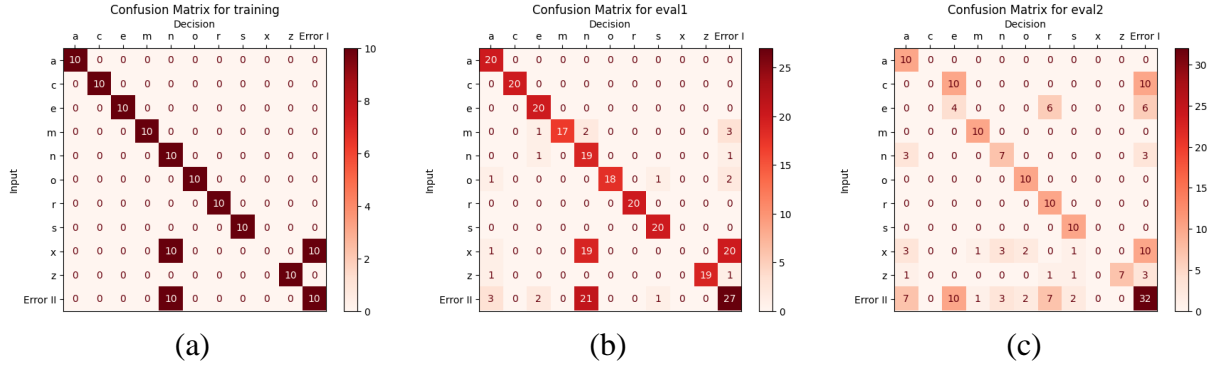 Confusion Matrix for training
Decision
a c e m n o r s x z Error I
Input
a 10 0 0 0 0 0 0 0 0 0 0
c 0 10 0 0 0 0 0 0 0 0 0
e 0 0 10 0 0 0 0 0 0 0 0
m 0 0 0 10 0 0 0 0 0 0 0
n 0 0 0 0 10 0 0 0 0 0 0
o 0 0 0 0 0 10 0 0 0 0 0
r 0 0 0 0 0 0 10 0 0 0 0
s 0 0 0 0 0 0 0 10 0 0 0
x 0 0 0 0 10 0 0 0 0 0 10
z 0 0 0 0 0 0 0 0 0 10 0
Error II 0 0 0 0 10 0 0 0 0 0 10
10
8
6
4
2
0
(a)
Confusion Matrix for eval1
Decision
a c e m n o r s x z Error I
Input
a 20 0 0 0 0 0 0 0 0 0 0
c 0 20 0 0 0 0 0 0 0 0 0
e 0 0 20 0 0 0 0 0 0 0 0
m 0 0 1 17 2 0 0 0 0 0 3
n 0 0 1 0 19 0 0 0 0 0 1
o 1 0 0 0 0 18 0 1 0 0 2
r 0 0 0 0 0 0 20 0 0 0 0
s 0 0 0 0 0 0 0 20 0 0 0
x 1 0 0 0 19 0 0 0 0 0 20
z 1 0 0 0 0 0 0 0 0 19 1
Error II 3 0 2 0 21 0 0 1 0 0 27
25
20
15
10
5
0
(b)
Confusion Matrix for eval2
Decision
a c e m n o r s x z Error I
Input
a 10 0 0 0 0 0 0 0 0 0 0
c 0 0 10 0 0 0 0 0 0 0 10
e 0 0 4 0 0 0 6 0 0 0 6
m 0 0 0 10 0 0 0 0 0 0 0
n 3 0 0 0 7 0 0 0 0 0 3
o 0 0 0 0 0 10 0 0 0 0 0
r 0 0 0 0 0 0 10 0 0 0 0
s 0 0 0 0 0 0 0 10 0 0 0
x 3 0 0 1 3 2 0 1 0 0 10
z 1 0 0 0 0 0 1 1 0 7 3
Error II 7 0 10 1 3 2 7 2 0 0 32
30
25
20
15
10
5
0
(c)